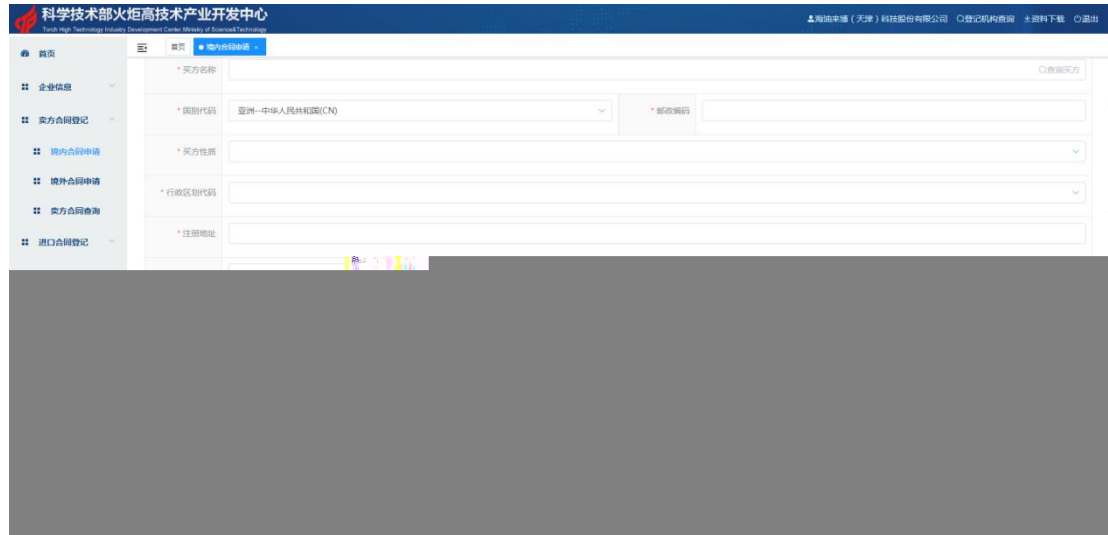 科学技术部火炬高技术产业开发中心
Torch High Technology Industry Development Center, Ministry of Science&Technology
海油来博(天津)科技股份有限公司 登记机构查询 资料下载 退出
首页
首页 境内合同申请 ×
* 买方名称 查询买方
企业信息
* 国别代码 亚洲--中华人民共和国(CN) * 邮政编码
卖方合同登记
境内合同申请
* 买方性质
境外合同申请
* 行政区划代码
卖方合同查询
* 注册地址
进口合同登记